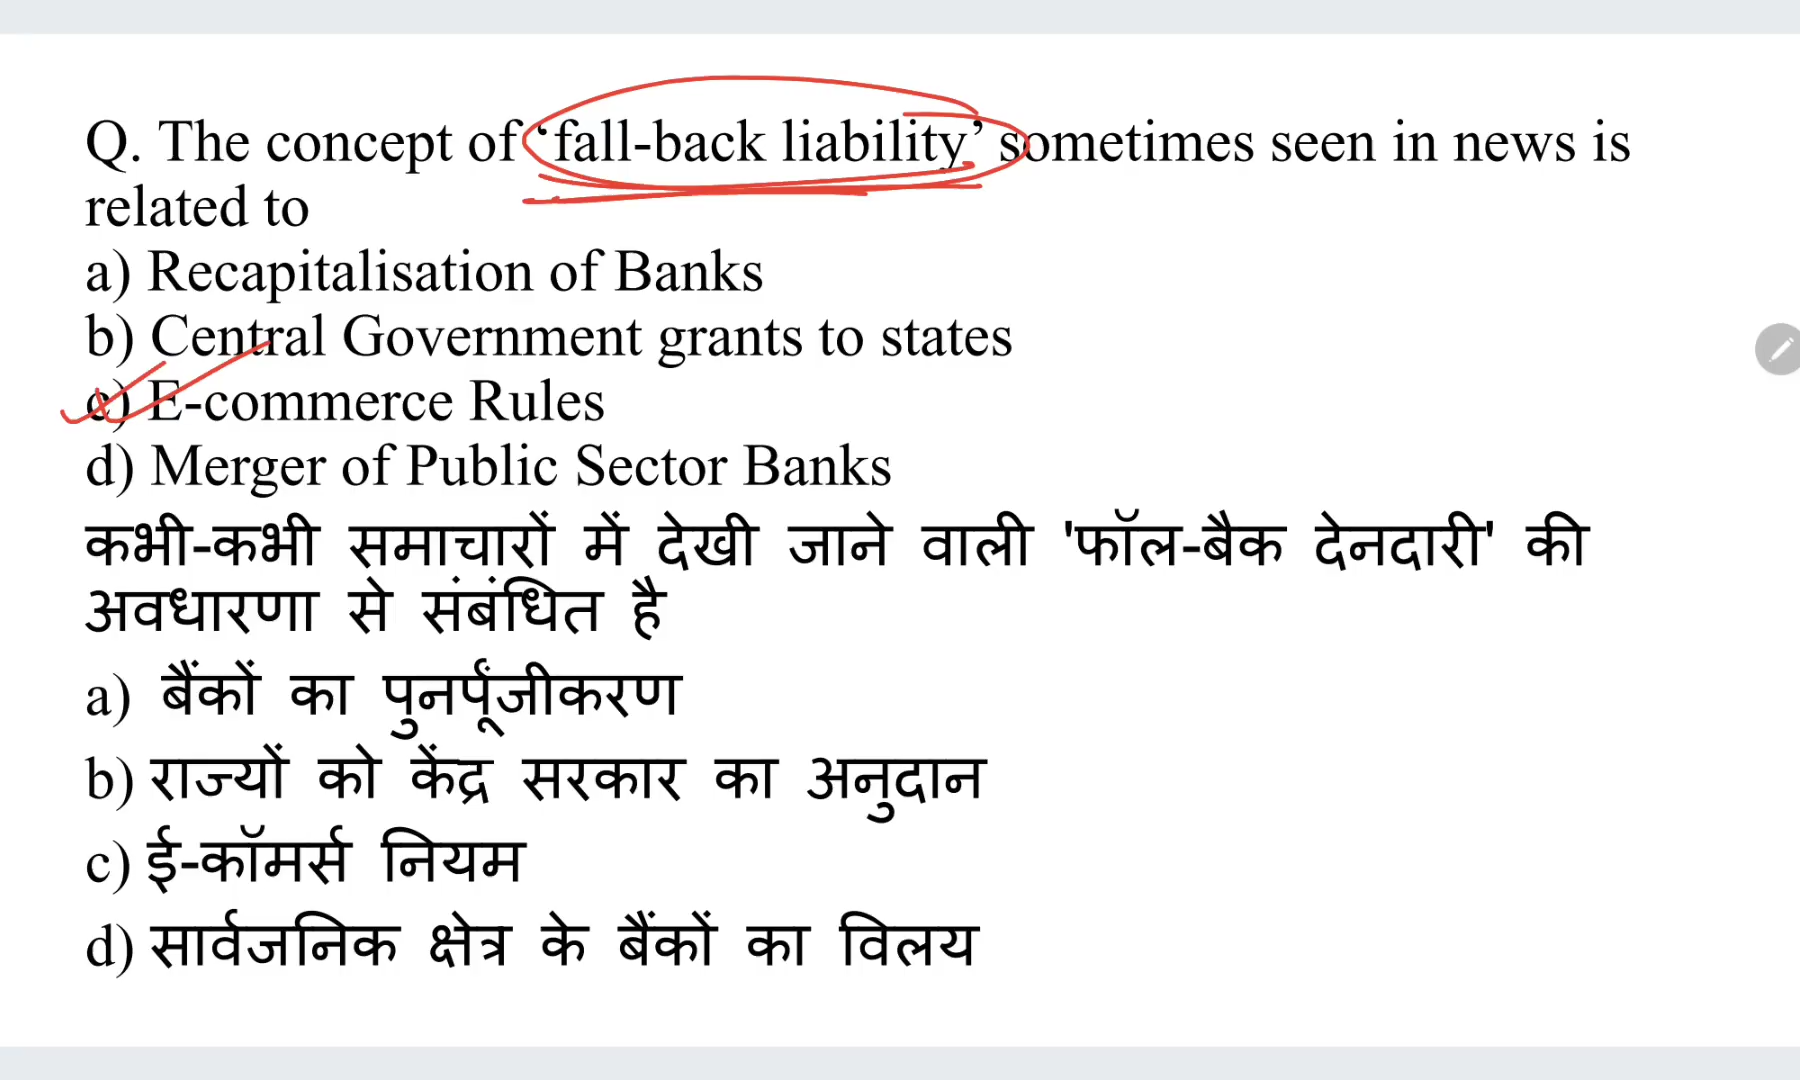 Q. The concept of ‘fall-back liability’ sometimes seen in news is
related to
a) Recapitalisation of Banks
b) Central Government grants to states
c) E-commerce Rules
d) Merger of Public Sector Banks
कभी-कभी समाचारों में देखी जाने वाली 'फॉल-बैक देनदारी' की
अवधारणा से संबंधित है
a) बैंकों का पुनर्पूंजीकरण
b) राज्यों को केंद्र सरकार का अनुदान
c) ई-कॉमर्स नियम
d) सार्वजनिक क्षेत्र के बैंकों का विलय